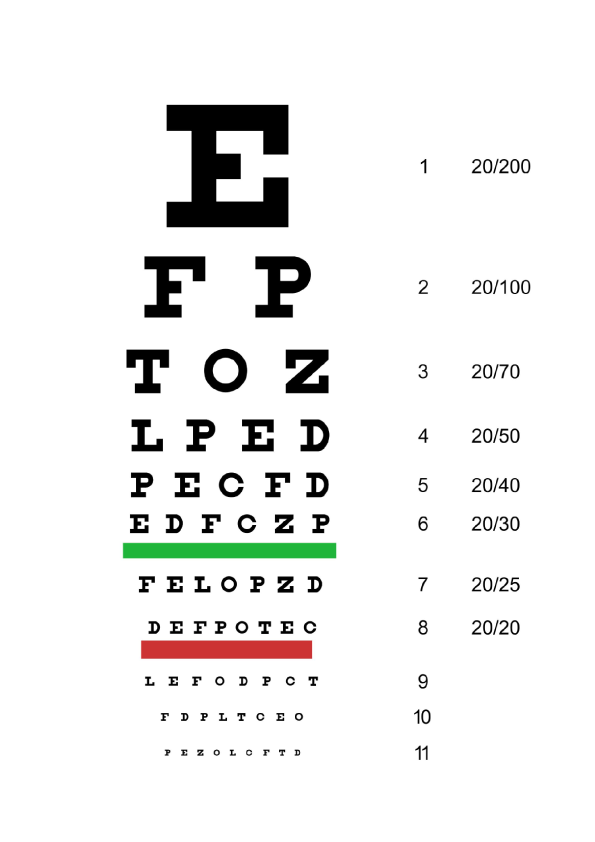 E 1 20/200
F P 2 20/100
T O Z 3 20/70
L P E D 4 20/50
P E C F D 5 20/40
E D F C Z P 6 20/30
F E L O P Z D 7 20/25
D E F P O T E C 8 20/20
L E F O D P C T 9
F D P L T C E O 10
P E Z O L C F T D 11